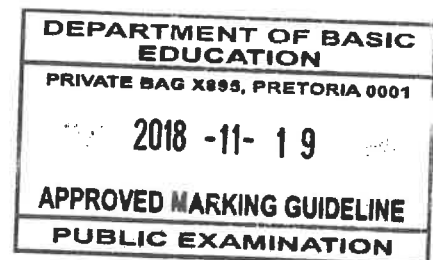 DEPARTMENT OF BASIC
EDUCATION
PRIVATE BAG X895, PRETORIA 0001
2018 -11- 19
APPROVED MARKING GUIDELINE
PUBLIC EXAMINATION